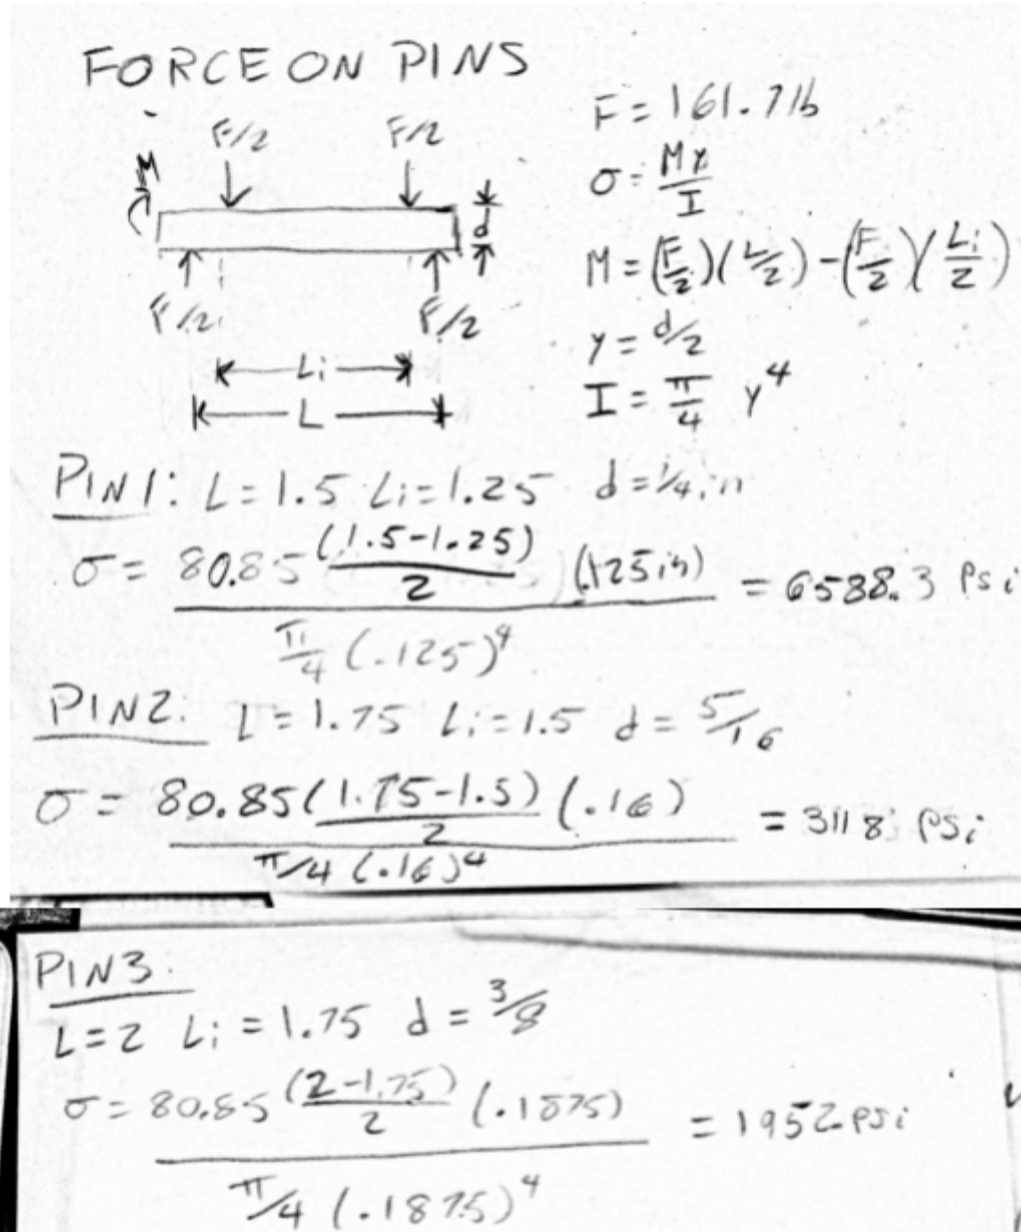 FORCE ON PINS
F = 161.7 lb
σ = My/I
M = (F/2)(L/2) - (F/2)(Li/2)
y = d/2
I = π/4 y^4
M
F/2 F/2
d
F/2 F/2
Li
L
PIN 1: L = 1.5 Li = 1.25 d = 1/4 in
σ = 80.85 (1.5-1.25)/2 (.125 in) / π/4 (.125)^4 = 6588.3 psi
PIN 2: L = 1.75 Li = 1.5 d = 5/16
σ = 80.85 (1.75-1.5)/2 (.16) / π/4 (.16)^4 = 3118 psi
PIN 3:
L = 2 Li = 1.75 d = 3/8
σ = 80.85 (2-1.75)/2 (.1875) / π/4 (.1875)^4 = 1952 psi